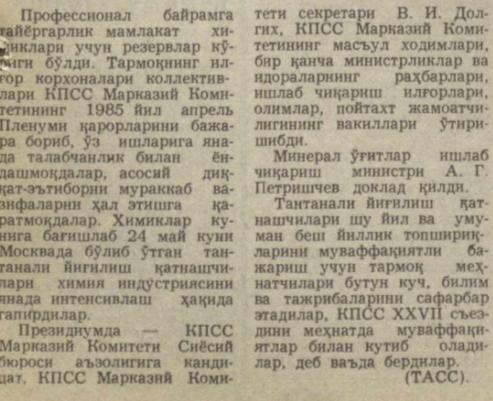 Профессионал байрамга
тайёргарлик мамлакат хи-
миклари учун резервлар кў-
риги бўлди. Тармоқнинг ил-
ғор корхоналари коллектив-
лари КПСС Марказий Коми-
тетининг 1985 йил апрель
Пленуми қарорларини бажа-
ра бориб, ўз ишларига яна-
да талабчанлик билан ён-
дашмоқдалар, асосий диқ-
қат-эътиборни мураккаб ва-
зифаларни ҳал этишга қа-
ратмоқдалар. Химиклар ку-
нига бағишлаб 24 май куни
Москвада бўлиб ўтган тан-
танали йиғилиш қатнашчи-
лари химия индустриясини
янада интенсивлаш ҳақида
гапирдилар.
Президиумда — КПСС
Марказий Комитети Сиёсий
бюроси аъзолигига канди-
дат, КПСС Марказий Коми-
тети секретари В. И. Дол-
гих, КПСС Марказий Коми-
тетининг масъул ходимлари,
бир қанча министрликлар ва
идораларнинг раҳбарлари,
ишлаб чиқариш илғорлари,
олимлар, пойтахт жамоатчи-
лигининг вакиллари ўтири-
шибди.
Минерал ўғитлар ишлаб
чиқариш министри А. Г.
Петришчев доклад қилди.
Тантанали йиғилиш қат-
нашчилари шу йил ва уму-
ман беш йиллик топшириқ-
ларини муваффақиятли ба-
жариш учун тармоқ меҳ-
натчилари бутун куч, билим
ва тажрибаларини сафарбар
этадилар, КПСС XXVII съез-
дини меҳнатда муваффақи-
ятлар билан кутиб олади-
лар, деб ваъда бердилар.
(ТАСС).